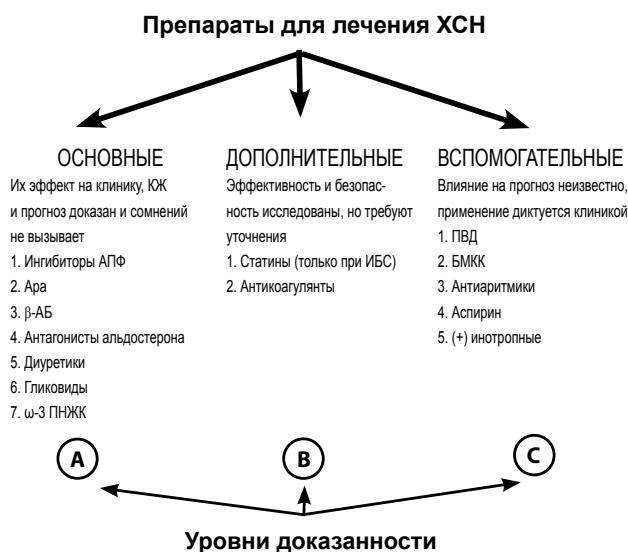 Препараты для лечения ХСН
ОСНОВНЫЕ
Их эффект на клинику, КЖ
и прогноз доказан и сомнений
не вызывает
1. Ингибиторы АПФ
2. Ара
3. β-АБ
4. Антагонисты альдостерона
5. Диуретики
6. Гликовиды
7. ω-3 ПНЖК
ДОПОЛНИТЕЛЬНЫЕ
Эффективность и безопас-
ность исследованы, но требуют
уточнения
1. Статины (только при ИБС)
2. Антикоагулянты
ВСПОМОГАТЕЛЬНЫЕ
Влияние на прогноз неизвестно,
применение диктуется клиникой
1. ПВД
2. БМКК
3. Антиаритмики
4. Аспирин
5. (+) инотропные
A
B
C
Уровни доказанности